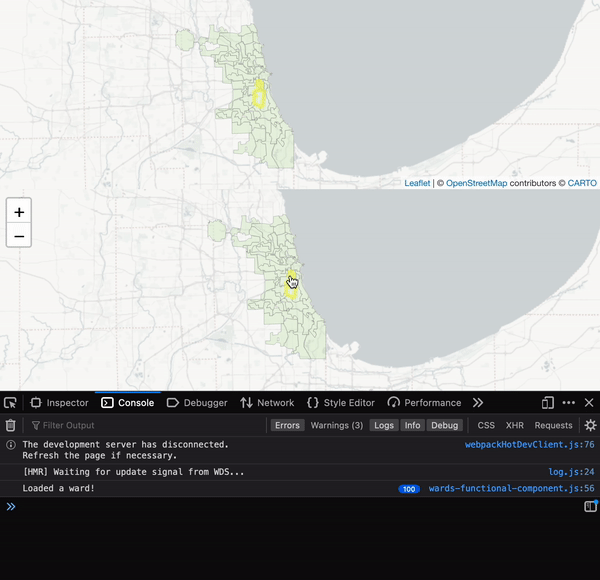 Leaflet | © OpenStreetMap contributors © CARTO
+
−
Inspector Console Debugger Network Style Editor Performance
Filter Output Errors Warnings (3) Logs Info Debug CSS XHR Requests
The development server has disconnected. webpackHotDevClient.js:76
Refresh the page if necessary.
[HMR] Waiting for update signal from WDS... log.js:24
Loaded a ward! 100 wards-functional-component.js:56